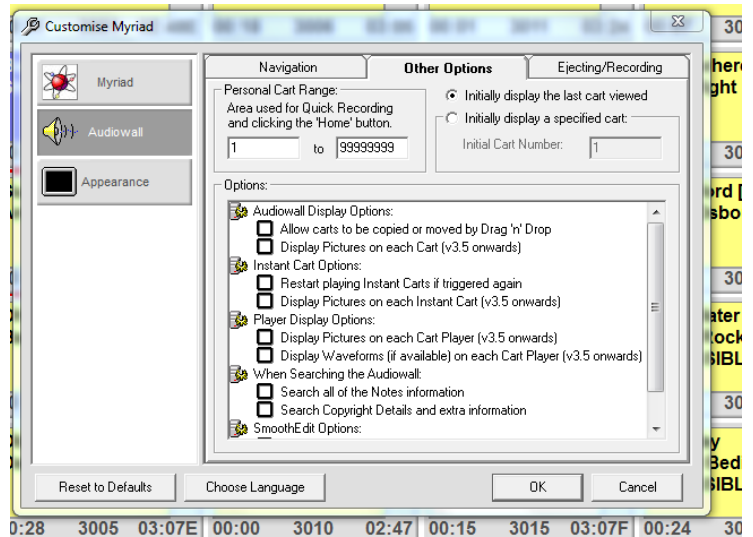 Customise Myriad
Myriad
Audiowall
Appearance
Navigation
Other Options
Ejecting/Recording
Personal Cart Range:
Area used for Quick Recording
and clicking the 'Home' button.
1 to 99999999
Initially display the last cart viewed
Initially display a specified cart:
Initial Cart Number: 1
Options:
Audiowall Display Options:
Allow carts to be copied or moved by Drag 'n' Drop
Display Pictures on each Cart (v3.5 onwards)
Instant Cart Options:
Restart playing Instant Carts if triggered again
Display Pictures on each Instant Cart (v3.5 onwards)
Player Display Options:
Display Pictures on each Cart Player (v3.5 onwards)
Display Waveforms (if available) on each Cart Player (v3.5 onwards)
When Searching the Audiowall:
Search all of the Notes information
Search Copyright Details and extra information
SmoothEdit Options:
Reset to Defaults
Choose Language
OK
Cancel
0:28 3005 03:07E 00:00 3010 02:47 00:15 3015 03:07F 00:24 30